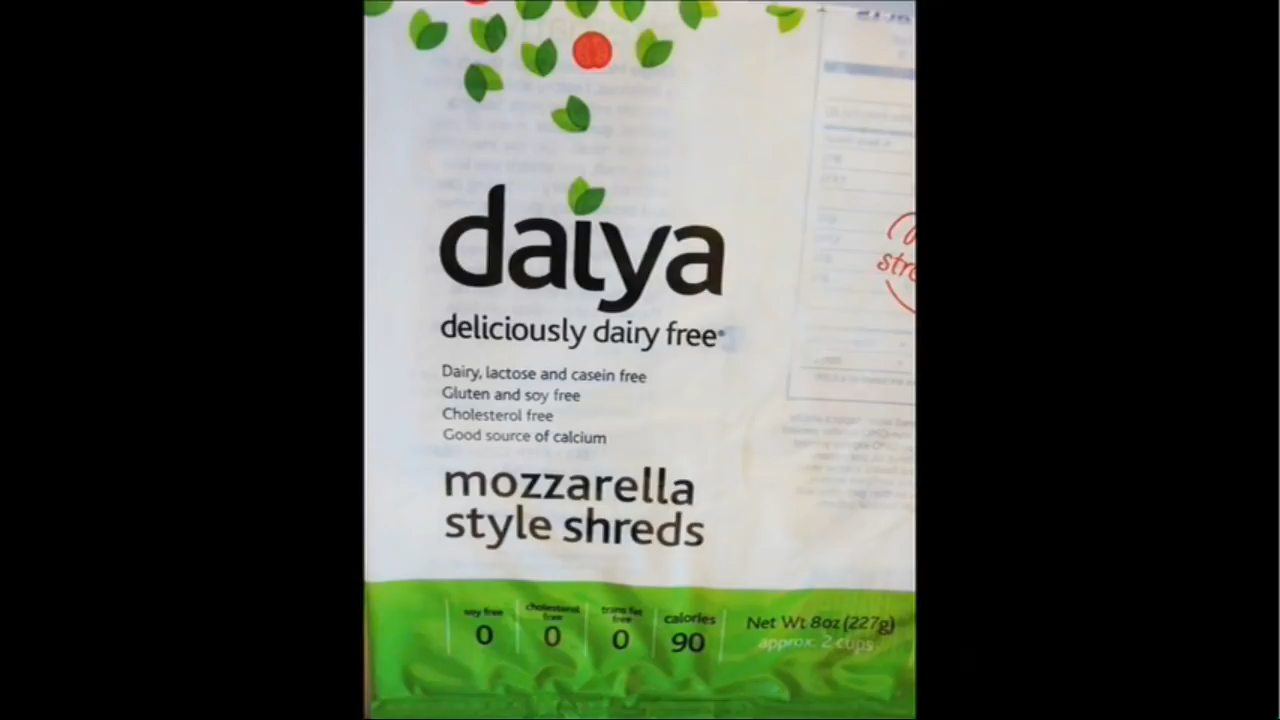 daiya
deliciously dairy free
Dairy, lactose and casein free
Gluten and soy free
Cholesterol free
Good source of calcium
mozzarella
style shreds
soy free
0
cholesterol
free
0
trans fat
free
0
calories
90
Net Wt 8oz (227g)
approx. 2 cups